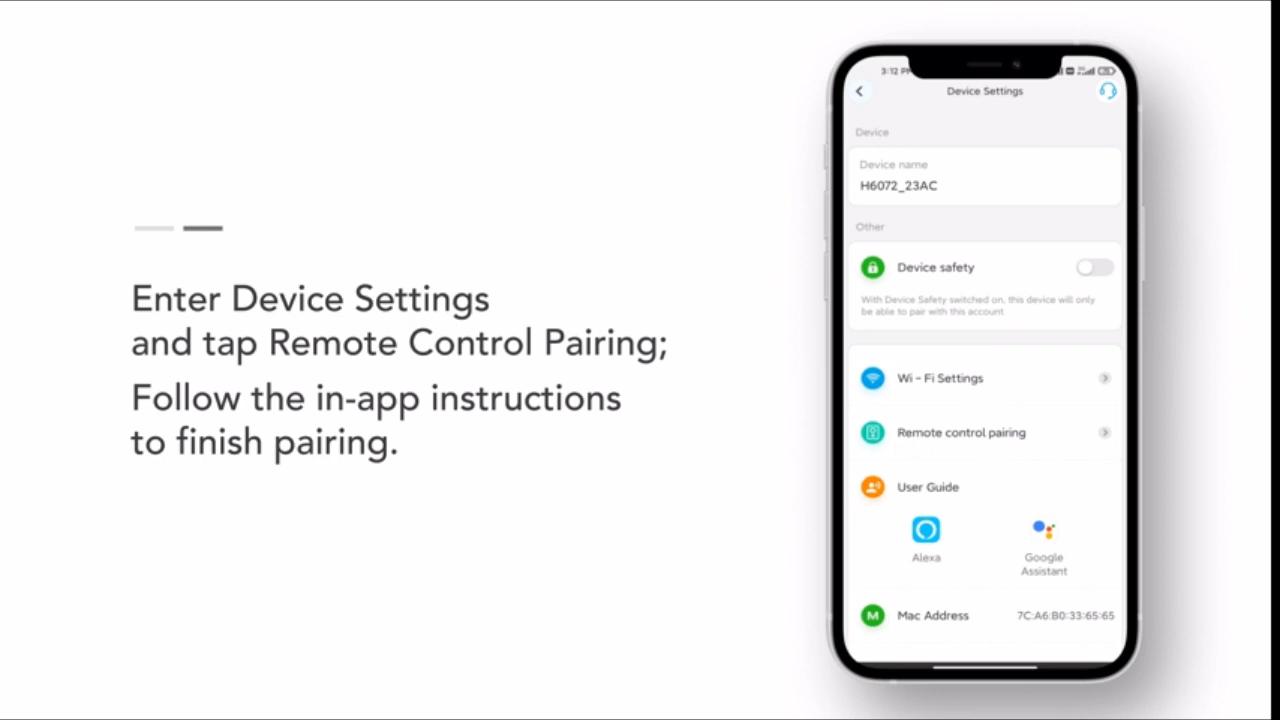 Enter Device Settings
and tap Remote Control Pairing;
Follow the in-app instructions
to finish pairing.
3:12 PM
Device Settings
Device
Device name
H6072_23AC
Other
Device safety
With Device Safety switched on, this device will only
be able to pair with this account
Wi - Fi Settings
Remote control pairing
User Guide
Alexa
Google
Assistant
M
Mac Address
7C:A6:B0:33:65:65